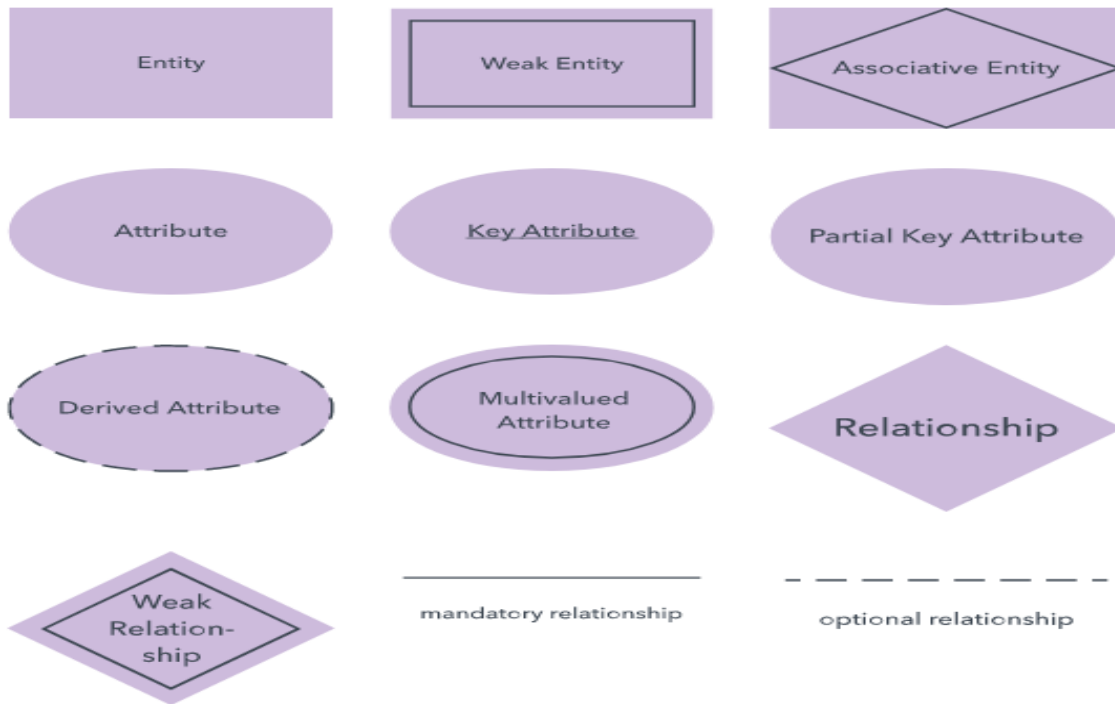 Entity
Weak Entity
Associative Entity
Attribute
Key Attribute
Partial Key Attribute
Derived Attribute
Multivalued
Attribute
Relationship
Weak
Relation-
ship
mandatory relationship
optional relationship